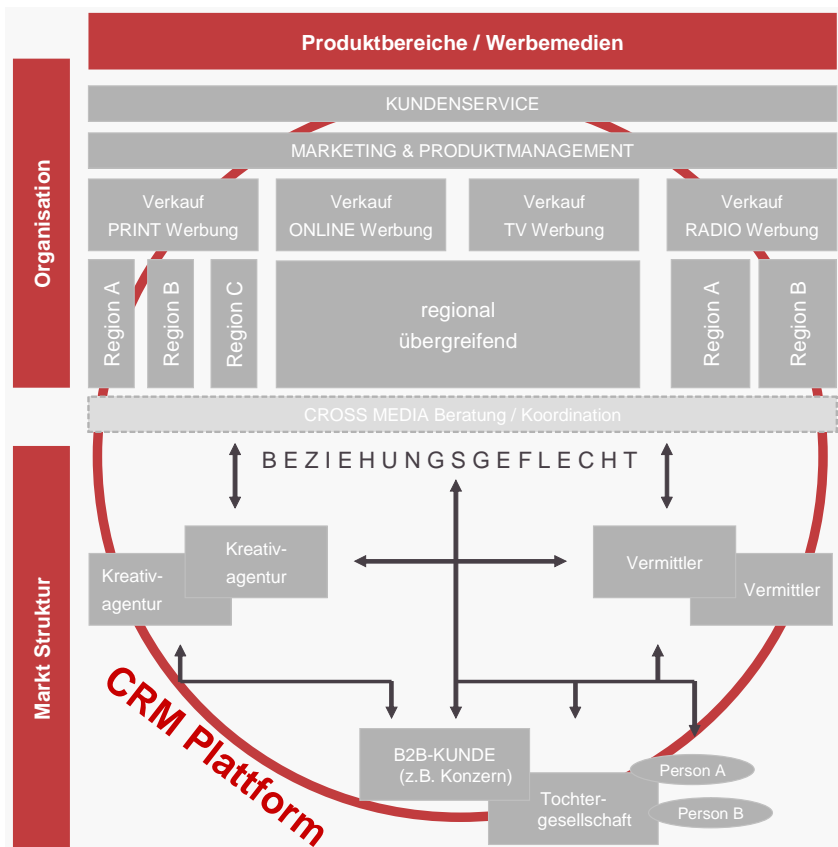 Produktbereiche / Werbemedien
Organisation
KUNDENSERVICE
MARKETING & PRODUKTMANAGEMENT
Verkauf
PRINT Werbung
Verkauf
ONLINE Werbung
Verkauf
TV Werbung
Verkauf
RADIO Werbung
Region A
Region B
Region C
regional
übergreifend
Region A
Region B
CROSS MEDIA Beratung / Koordination
Markt Struktur
BEZIEHUNGSGEFLECHT
Kreativ-
agentur
Kreativ-
agentur
Vermittler
Vermittler
CRM Plattform
B2B-KUNDE
(z.B. Konzern)
Tochter-
gesellschaft
Person A
Person B